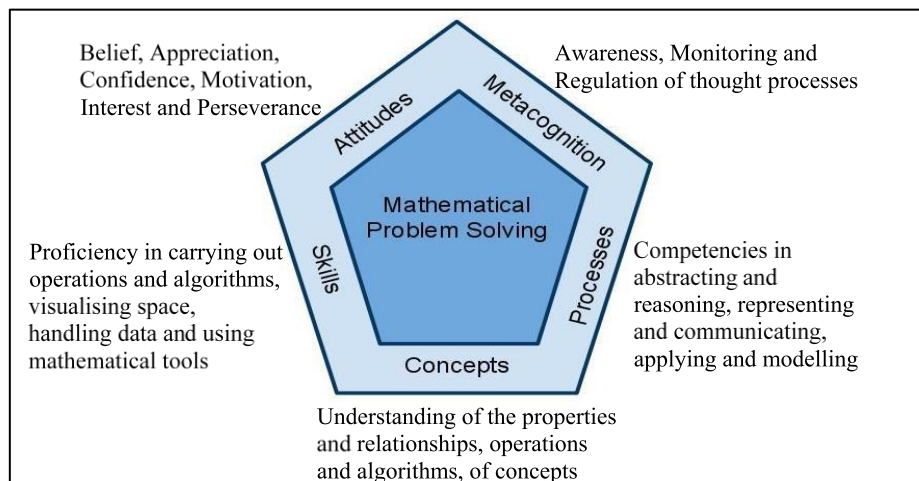 Belief, Appreciation,
Confidence, Motivation,
Interest and Perseverance
Awareness, Monitoring and
Regulation of thought processes
Attitudes
Metacognition
Mathematical
Problem Solving
Skills
Processes
Concepts
Proficiency in carrying out
operations and algorithms,
visualising space,
handling data and using
mathematical tools
Competencies in
abstracting and
reasoning, representing
and communicating,
applying and modelling
Understanding of the properties
and relationships, operations
and algorithms, of concepts